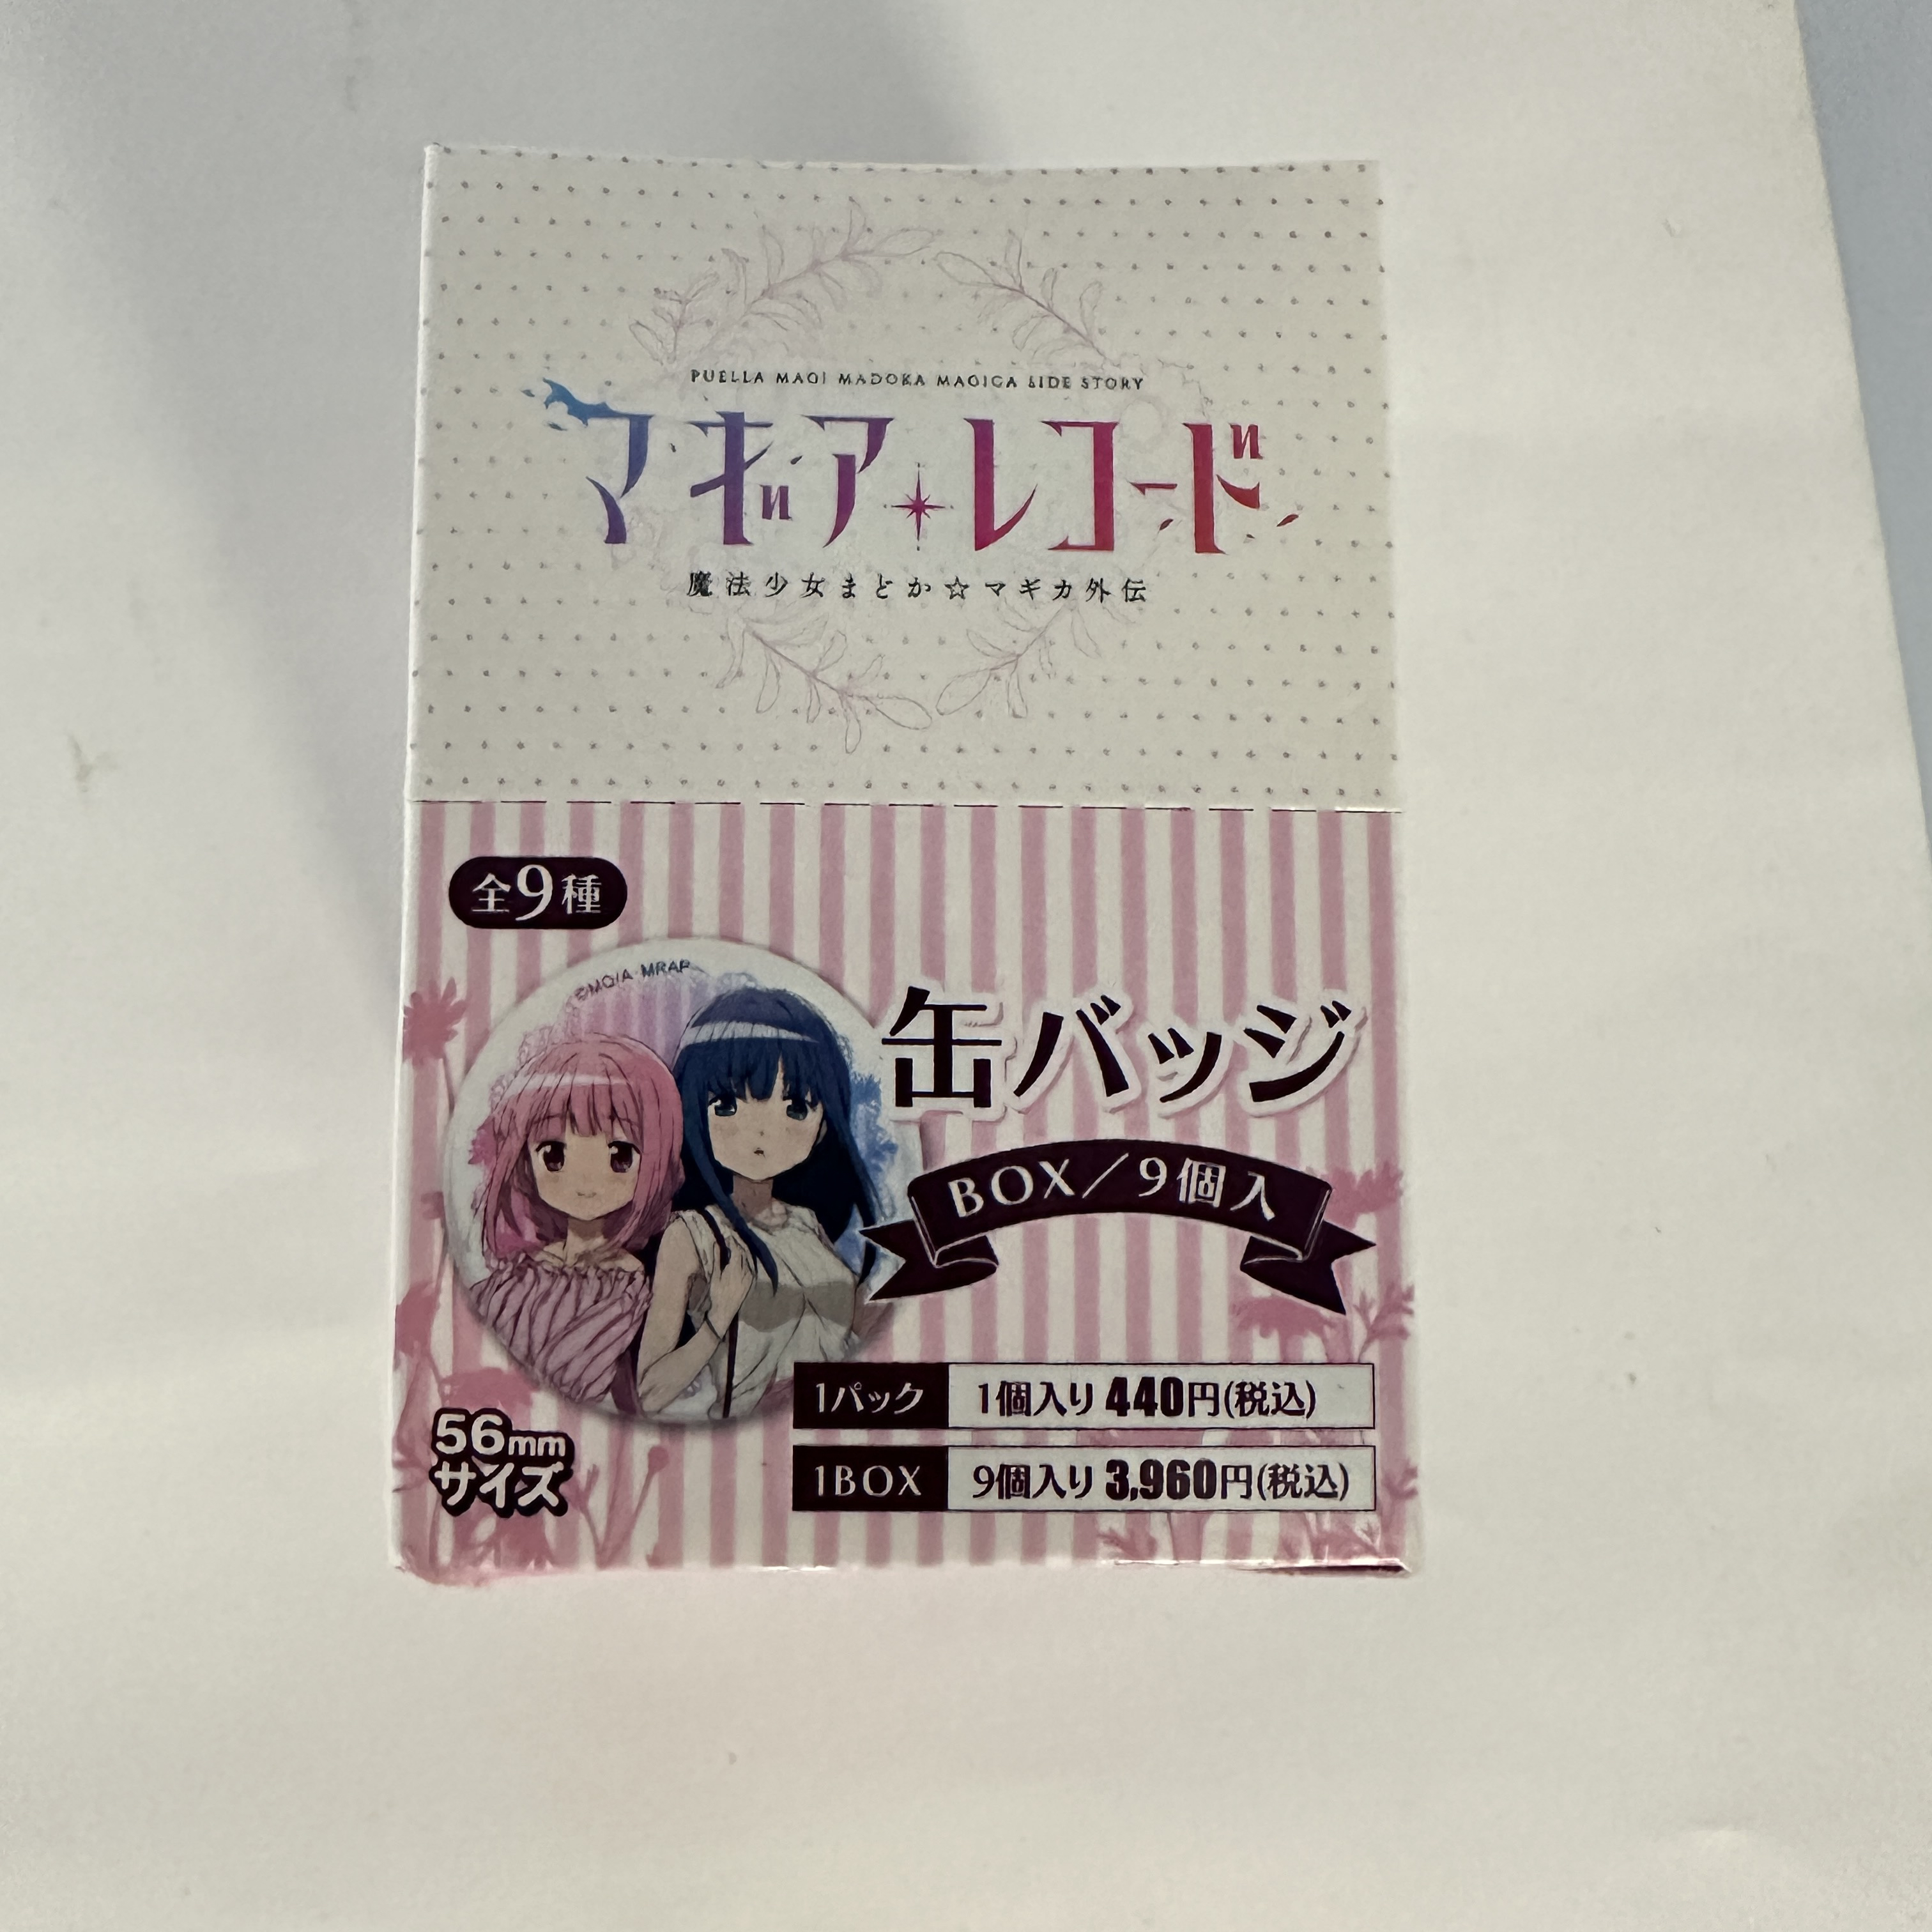 PUELLA MAGI MADOKA MAGICA SIDE STORY
マギア✦レコード
魔法少女まどか☆マギカ外伝
全9種
©MQ/A･MRAP
缶バッジ
BOX/9個入
1パック 1個入り 440円(税込)
1BOX 9個入り 3,960円(税込)
56mm
サイズ